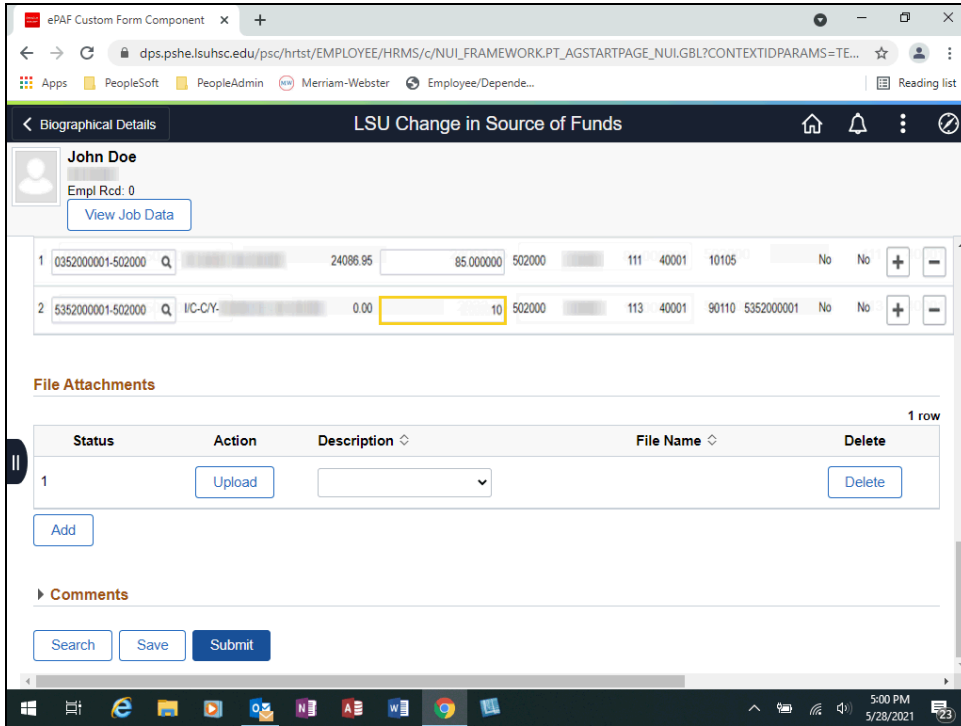 ePAF Custom Form Component
dps.pshe.lsuhsc.edu/psc/hrtst/EMPLOYEE/HRMS/c/NUI_FRAMEWORK.PT_AGSTARTPAGE_NUI.GBL?CONTEXTIDPARAMS=TE...
Apps PeopleSoft PeopleAdmin Merriam-Webster Employee/Depende... Reading list
Biographical Details LSU Change in Source of Funds
John Doe
Empl Rcd: 0
View Job Data
1 0352000001-502000 24086.95 85.000000 502000 111 40001 10105 No No
2 5352000001-502000 I/C-C/Y- 0.00 10 502000 113 40001 90110 5352000001 No No
File Attachments
1 row
Status Action Description File Name Delete
1 Upload Delete
Add
Comments
Search Save Submit
5:00 PM
5/28/2021
23